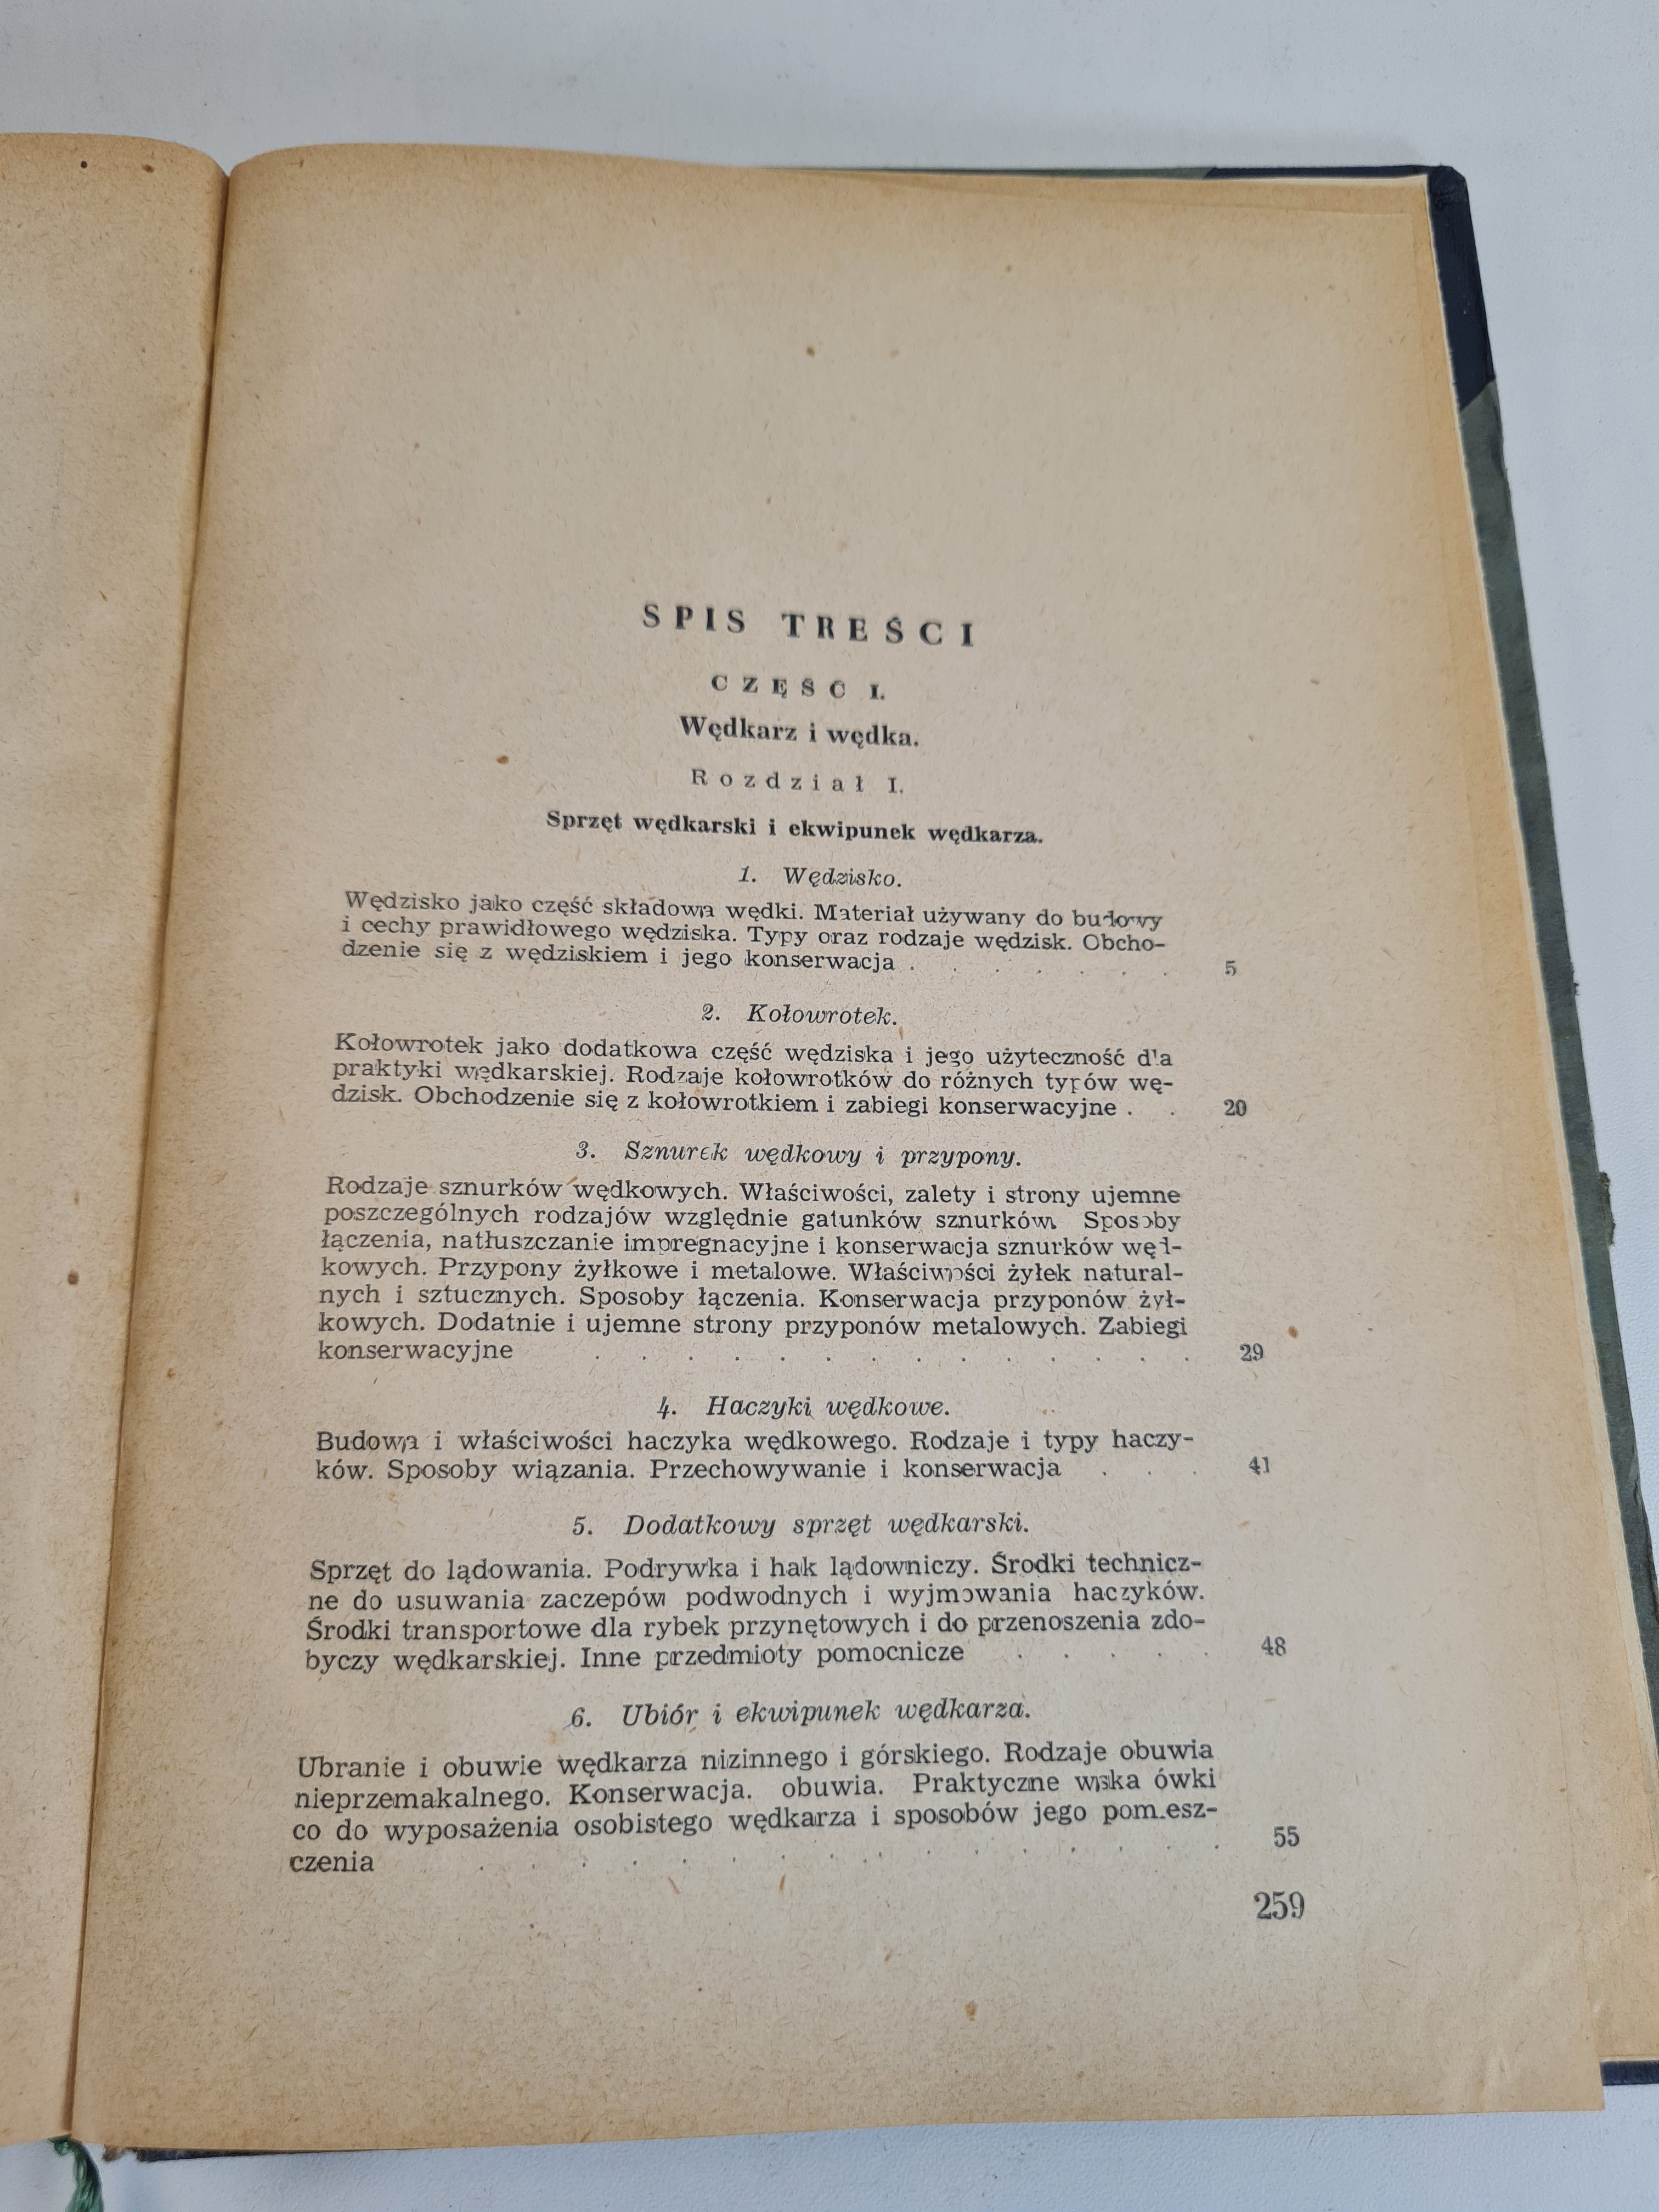 SPIS TREŚCI
CZĘŚĆ I.
Wędkarz i wędka.
Rozdział I.
Sprzęt wędkarski i ekwipunek wędkarza.
1. Wędzisko.
Wędzisko jako część składowa wędki. Materiał używany do budowy
i cechy prawidłowego wędziska. Typy oraz rodzaje wędzisk. Obcho-
dzenie się z wędziskiem i jego konserwacja . . . . . . . 5
2. Kołowrotek.
Kołowrotek jako dodatkowa część wędziska i jego użyteczność dla
praktyki wędkarskiej. Rodzaje kołowrotków do różnych typów wę-
dzisk. Obchodzenie się z kołowrotkiem i zabiegi konserwacyjne . . 20
3. Sznurek wędkowy i przypony.
Rodzaje sznurków wędkowych. Właściwości, zalety i strony ujemne
poszczególnych rodzajów względnie gatunków sznurków. Sposoby
łączenia, natłuszczanie impregnacyjne i konserwacja sznurków węd-
kowych. Przypony żyłkowe i metalowe. Właściwości żyłek natural-
nych i sztucznych. Sposoby łączenia. Konserwacja przyponów żył-
kowych. Dodatnie i ujemne strony przyponów metalowych. Zabiegi
konserwacyjne . . . . . . . . . . . . . . 29
4. Haczyki wędkowe.
Budowa i właściwości haczyka wędkowego. Rodzaje i typy haczy-
ków. Sposoby wiązania. Przechowywanie i konserwacja . . . 41
5. Dodatkowy sprzęt wędkarski.
Sprzęt do lądowania. Podrywka i hak lądowniczy. Środki technicz-
ne do usuwania zaczepów podwodnych i wyjmowania haczyków.
Środki transportowe dla rybek przynętowych i do przenoszenia zdo-
byczy wędkarskiej. Inne przedmioty pomocnicze . . . . . 48
6. Ubiór i ekwipunek wędkarza.
Ubranie i obuwie wędkarza nizinnego i górskiego. Rodzaje obuwia
nieprzemakalnego. Konserwacja. obuwia. Praktyczne wska ówki
co do wyposażenia osobistego wędkarza i sposobów jego pomiesz-
czenia . . . . . . . . . . . . . . . . 55
259